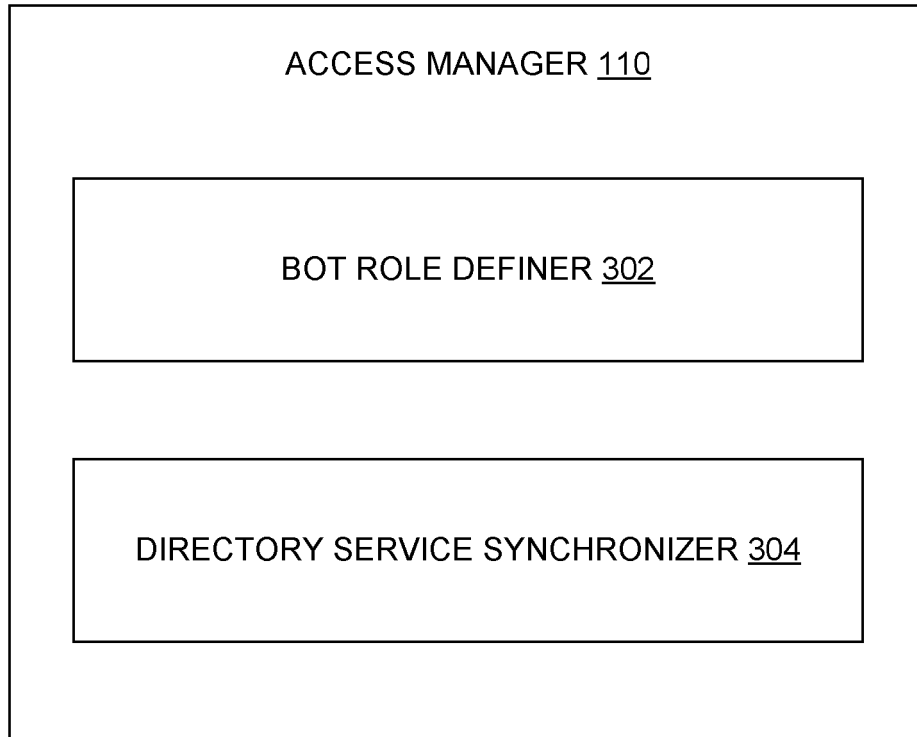 ACCESS MANAGER 110
BOT ROLE DEFINER 302
DIRECTORY SERVICE SYNCHRONIZER 304